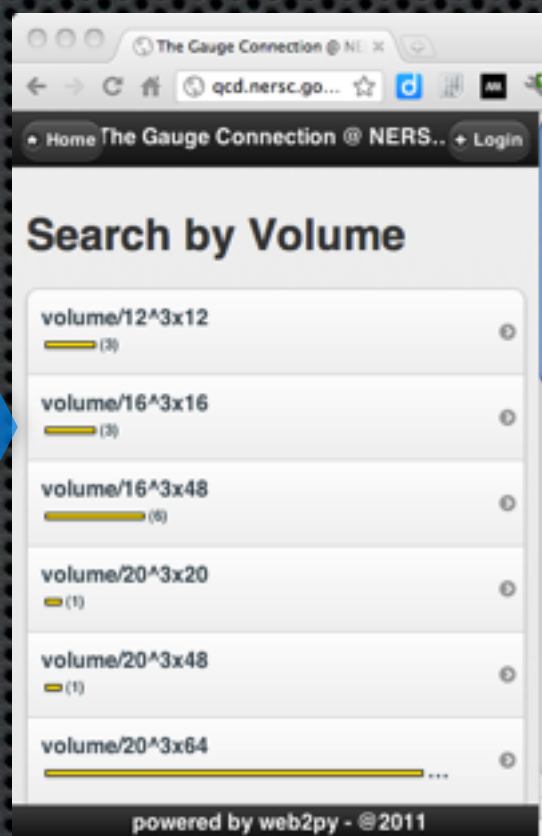 The Gauge Connection @ NE
qcd.nersc.go...
Home The Gauge Connection @ NERS.. + Login
Search by Volume
volume/12^3x12
(3)
volume/16^3x16
(3)
volume/16^3x48
(6)
volume/20^3x20
(1)
volume/20^3x48
(1)
volume/20^3x64
...
powered by web2py - @2011